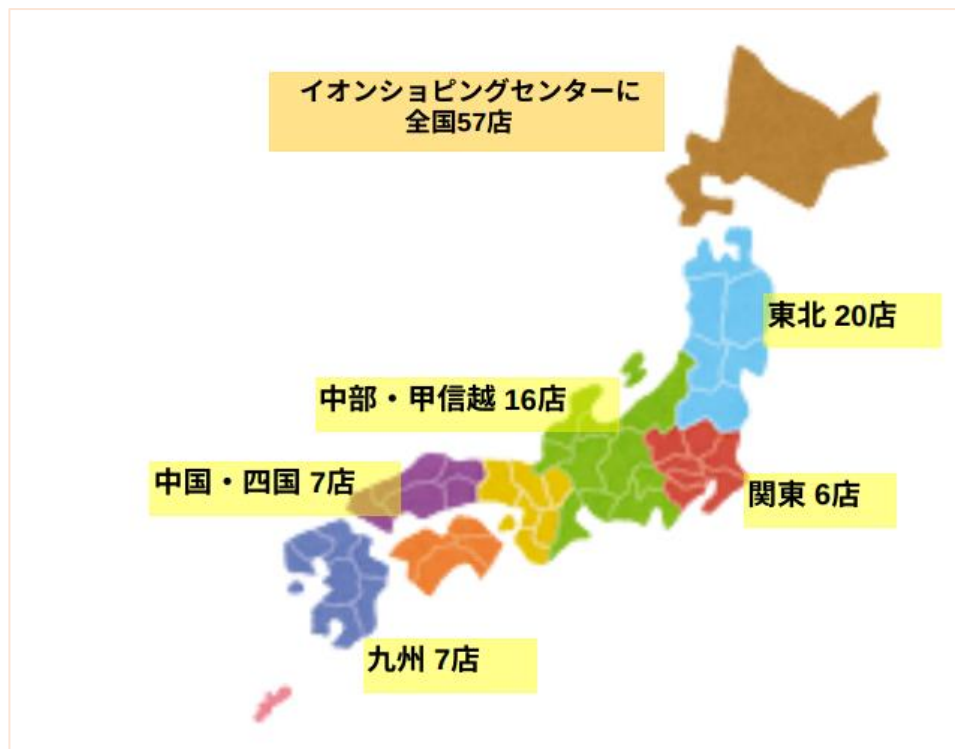 イオンショピングセンターに
全国57店
東北 20店
中部・甲信越 16店
中国・四国 7店
関東 6店
九州 7店